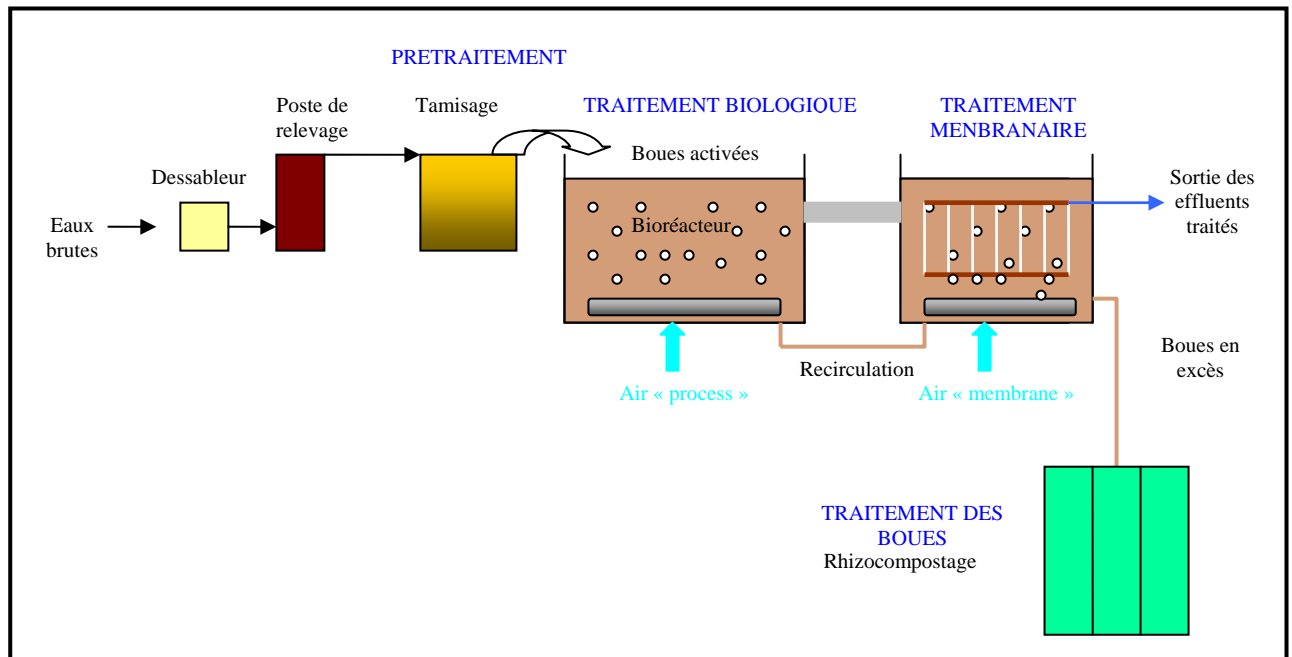 PRETRAITEMENT
Poste de
relevage
Tamisage
TRAITEMENT BIOLOGIQUE
TRAITEMENT
MENBRANAIRE
Boues activées
Dessableur
Sortie des
effluents
traités
Eaux
brutes
Bioréacteur
Boues en
excès
Recirculation
Air « process »
Air « membrane »
TRAITEMENT DES
BOUES
Rhizocompostage